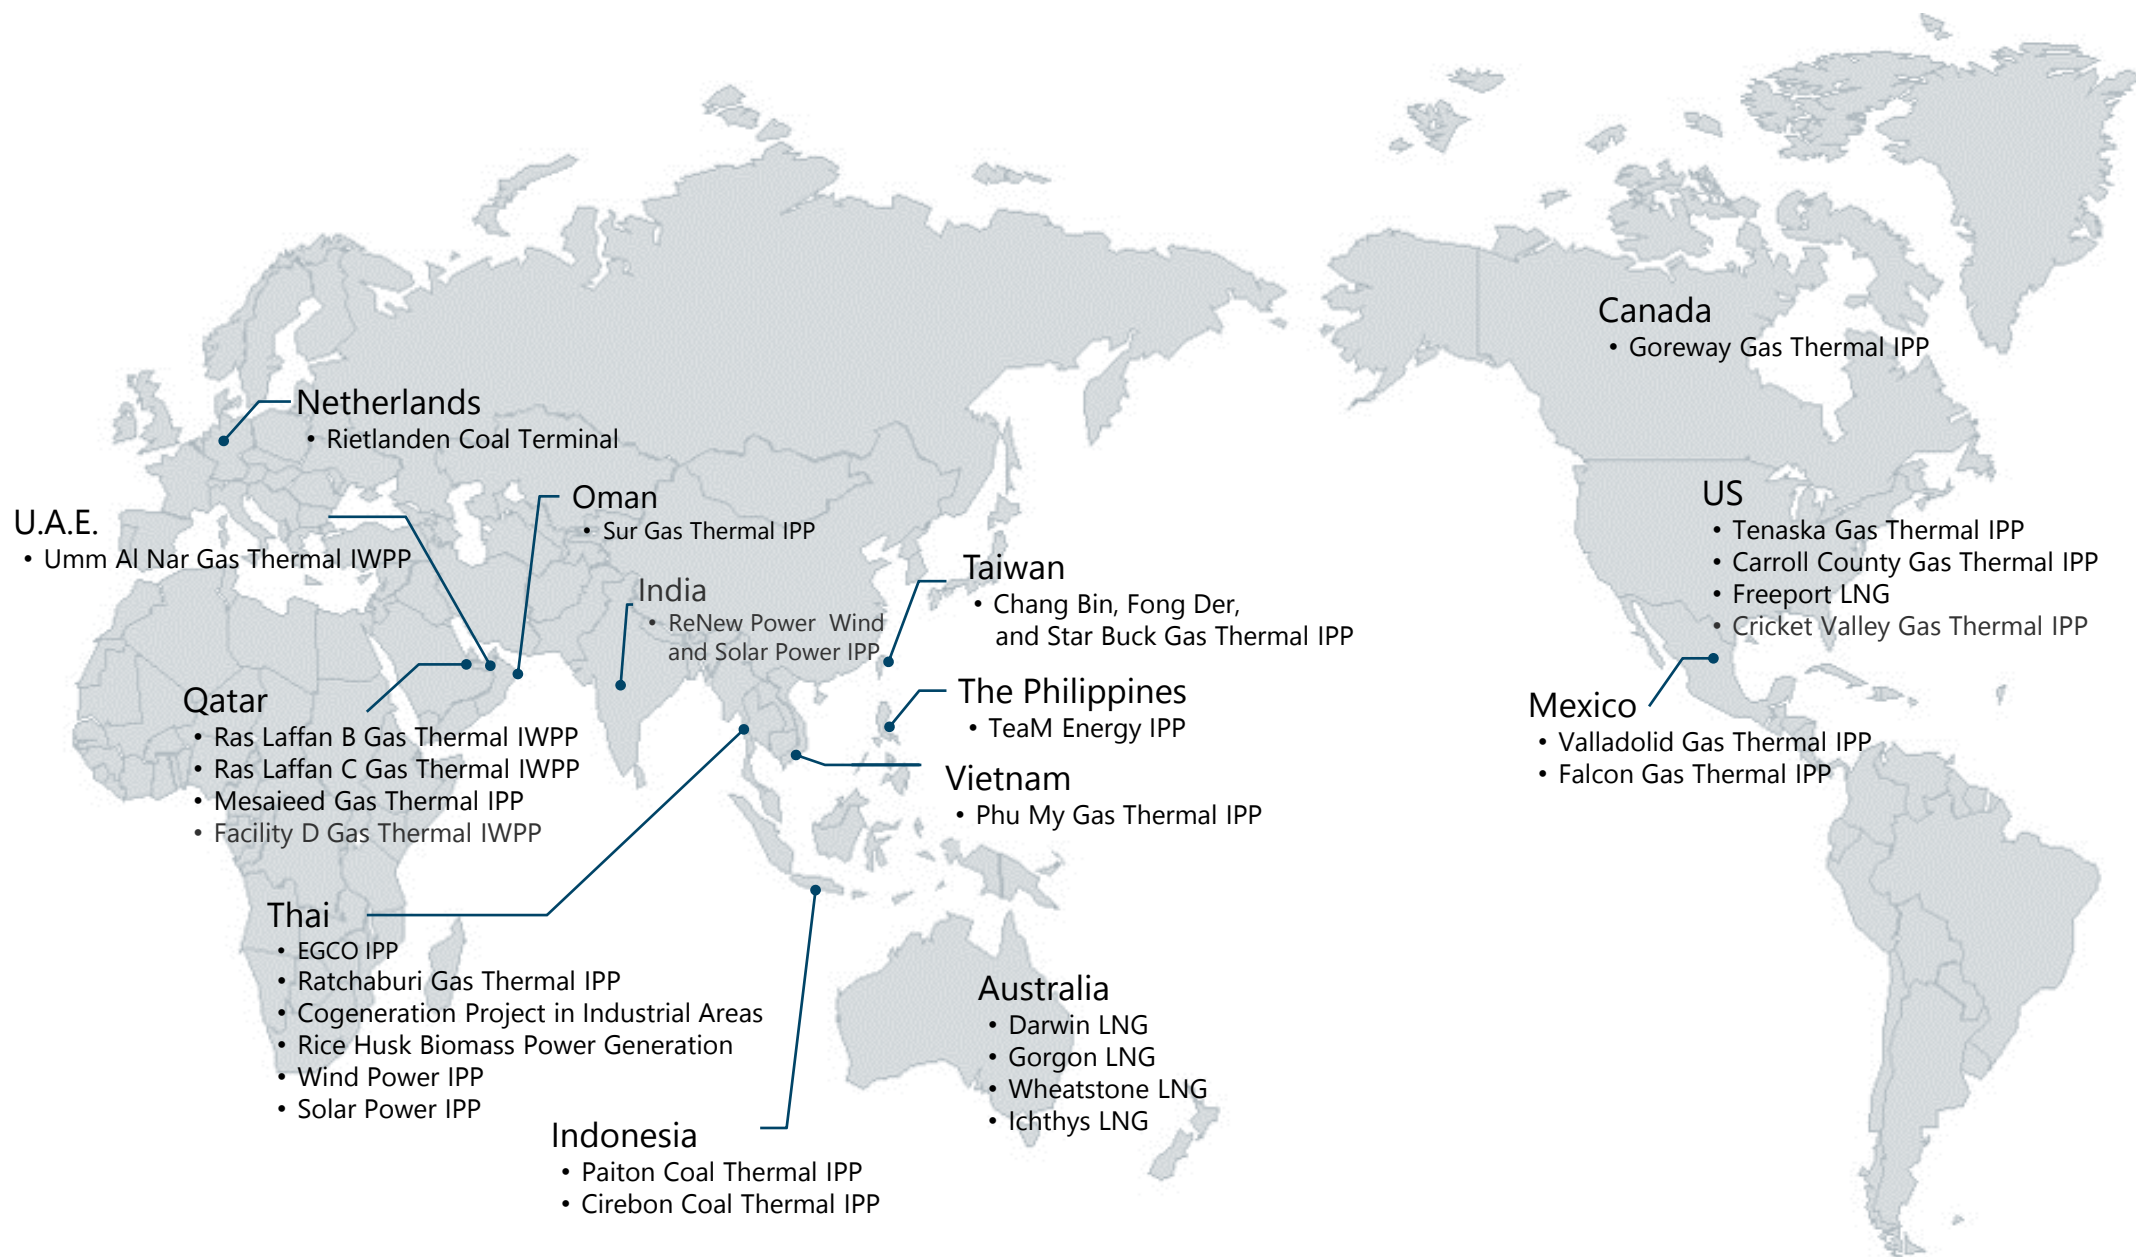 Canada
• Goreway Gas Thermal IPP
Netherlands
• Rietlanden Coal Terminal
U.A.E.
• Umm Al Nar Gas Thermal IWPP
Oman
• Sur Gas Thermal IPP
India
• ReNew Power Wind
and Solar Power IPP
Taiwan
• Chang Bin, Fong Der,
and Star Buck Gas Thermal IPP
US
• Tenaska Gas Thermal IPP
• Carroll County Gas Thermal IPP
• Freeport LNG
• Cricket Valley Gas Thermal IPP
Qatar
• Ras Laffan B Gas Thermal IWPP
• Ras Laffan C Gas Thermal IWPP
• Mesaieed Gas Thermal IPP
• Facility D Gas Thermal IWPP
The Philippines
• TeaM Energy IPP
Vietnam
• Phu My Gas Thermal IPP
Mexico
• Valladolid Gas Thermal IPP
• Falcon Gas Thermal IPP
Thai
• EGCO IPP
• Ratchaburi Gas Thermal IPP
• Cogeneration Project in Industrial Areas
• Rice Husk Biomass Power Generation
• Wind Power IPP
• Solar Power IPP
Australia
• Darwin LNG
• Gorgon LNG
• Wheatstone LNG
• Ichthys LNG
Indonesia
• Paiton Coal Thermal IPP
• Cirebon Coal Thermal IPP